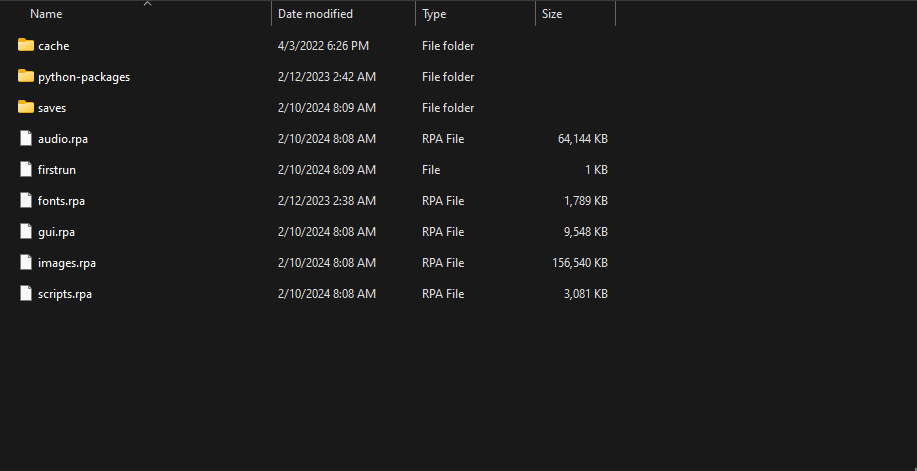 Name Date modified Type Size
cache 4/3/2022 6:26 PM File folder
python-packages 2/12/2023 2:42 AM File folder
saves 2/10/2024 8:09 AM File folder
audio.rpa 2/10/2024 8:08 AM RPA File 64,144 KB
firstrun 2/10/2024 8:09 AM File 1 KB
fonts.rpa 2/12/2023 2:38 AM RPA File 1,789 KB
gui.rpa 2/10/2024 8:08 AM RPA File 9,548 KB
images.rpa 2/10/2024 8:08 AM RPA File 156,540 KB
scripts.rpa 2/10/2024 8:08 AM RPA File 3,081 KB